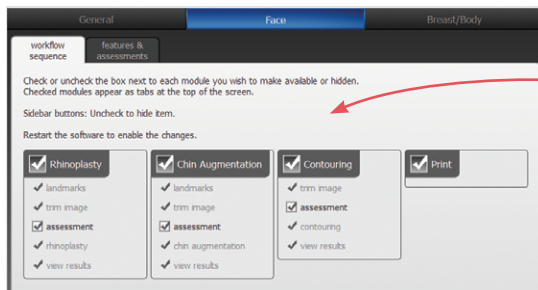 General Face Breast/Body
workflow sequence
features & assessments
Check or uncheck the box next to each module you wish to make available or hidden.
Checked modules appear as tabs at the top of the screen.
Sidebar buttons: Uncheck to hide item.
Restart the software to enable the changes.
Rhinoplasty
landmarks
trim image
assessment
rhinoplasty
view results
Chin Augmentation
landmarks
trim image
assessment
chin augmentation
view results
Contouring
trim image
assessment
contouring
view results
Print